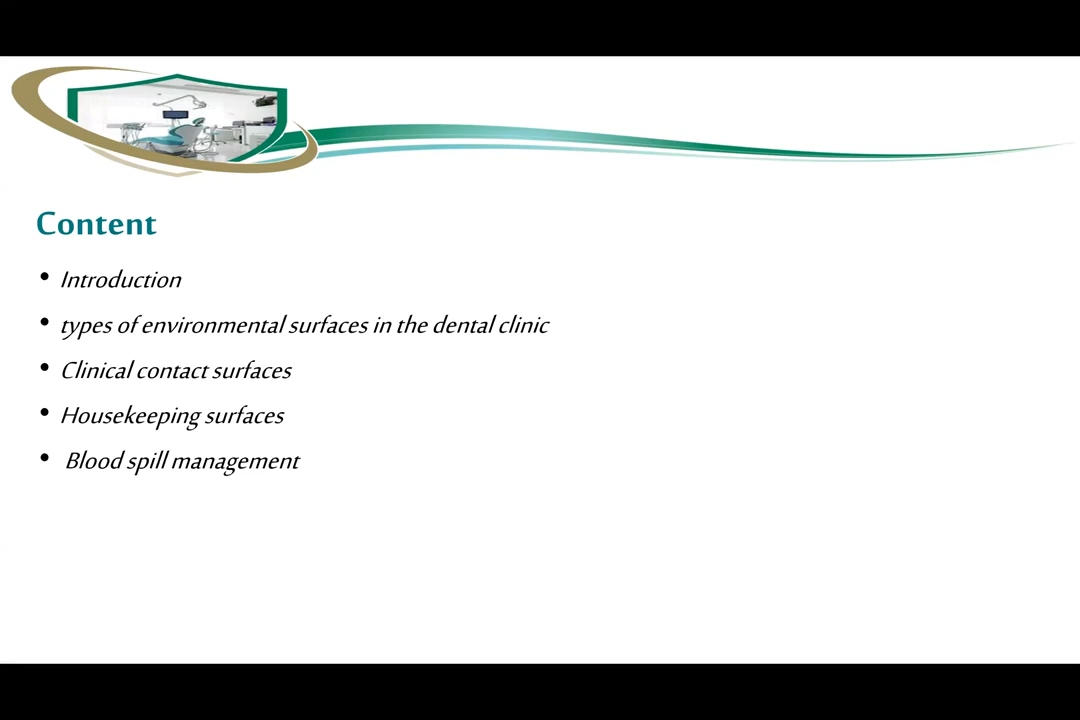 Content
• Introduction
• types of environmental surfaces in the dental clinic
• Clinical contact surfaces
• Housekeeping surfaces
• Blood spill management